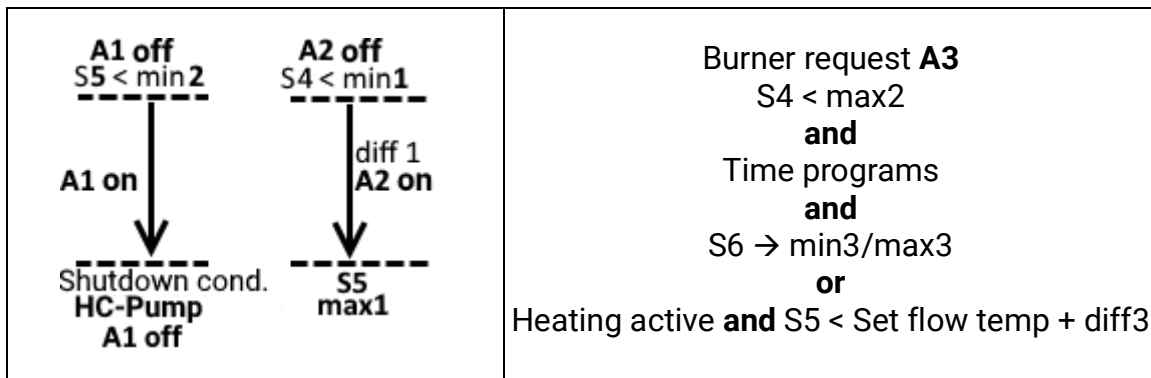 A1 off
S5 < min2
A1 on
Shutdown cond.
HC-Pump
A1 off
A2 off
S4 < min1
diff 1
A2 on
S5
max1
Burner request A3
S4 < max2
and
Time programs
and
S6 → min3/max3
or
Heating active and S5 < Set flow temp + diff3